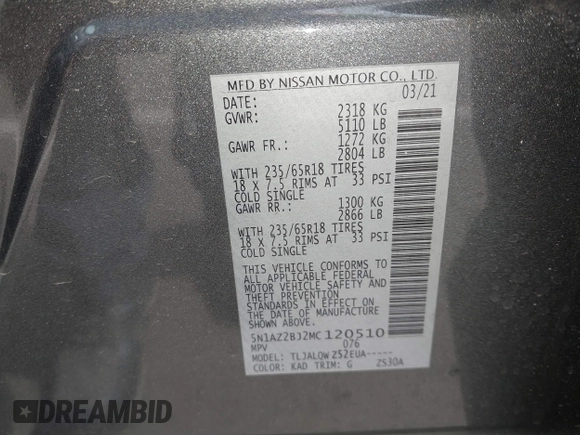 MFD BY NISSAN MOTOR CO., LTD.
DATE: 03/21
GVWR: 2318 KG
5110 LB
GAWR FR.: 1272 KG
2804 LB
WITH 235/65R18 TIRES
18 X 7.5 RIMS AT 33 PSI
COLD SINGLE
GAWR RR.: 1300 KG
2866 LB
WITH 235/65R18 TIRES
18 X 7.5 RIMS AT 33 PSI
COLD SINGLE
THIS VEHICLE CONFORMS TO
ALL APPLICABLE FEDERAL
MOTOR VEHICLE SAFETY AND
THEFT PREVENTION
STANDARDS IN EFFECT ON
THE DATE OF MANUFACTURE
SHOWN ABOVE.
5N1AZ2BJ2MC120510
MPV 076
MODEL: TLJALQWZS2EUA-----
COLOR: KAD TRIM: G ZS30A
DREAMBID